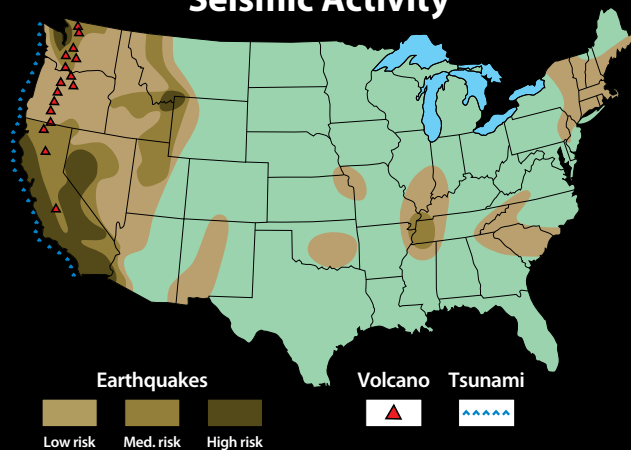 Seismic Activity
Earthquakes
Volcano
Tsunami
Low risk
Med. risk
High risk